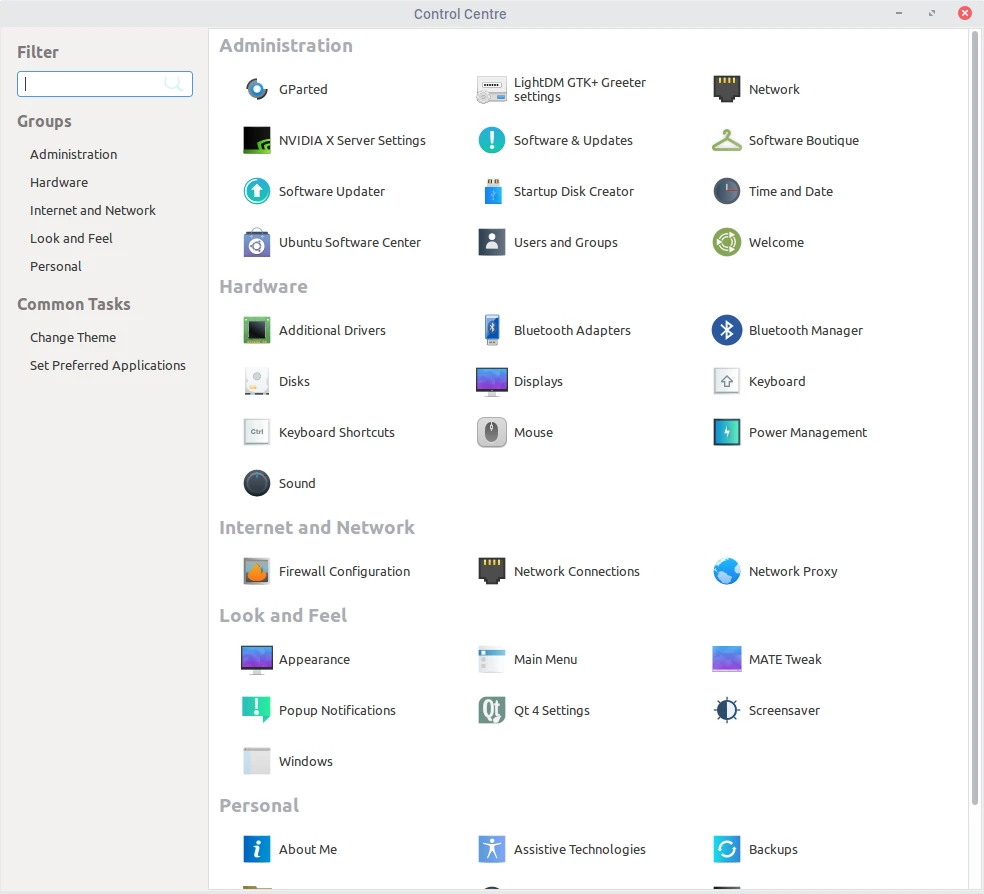 Control Centre
Filter
Groups
Administration
Hardware
Internet and Network
Look and Feel
Personal
Common Tasks
Change Theme
Set Preferred Applications
Administration
GParted
LightDM GTK+ Greeter
settings
Network
NVIDIA X Server Settings
Software & Updates
Software Boutique
Software Updater
Startup Disk Creator
Time and Date
Ubuntu Software Center
Users and Groups
Welcome
Hardware
Additional Drivers
Bluetooth Adapters
Bluetooth Manager
Disks
Displays
Keyboard
Ctrl
Keyboard Shortcuts
Mouse
Power Management
Sound
Internet and Network
Firewall Configuration
Network Connections
Network Proxy
Look and Feel
Appearance
Main Menu
MATE Tweak
Popup Notifications
Qt
Qt 4 Settings
Screensaver
Windows
Personal
About Me
Assistive Technologies
Backups